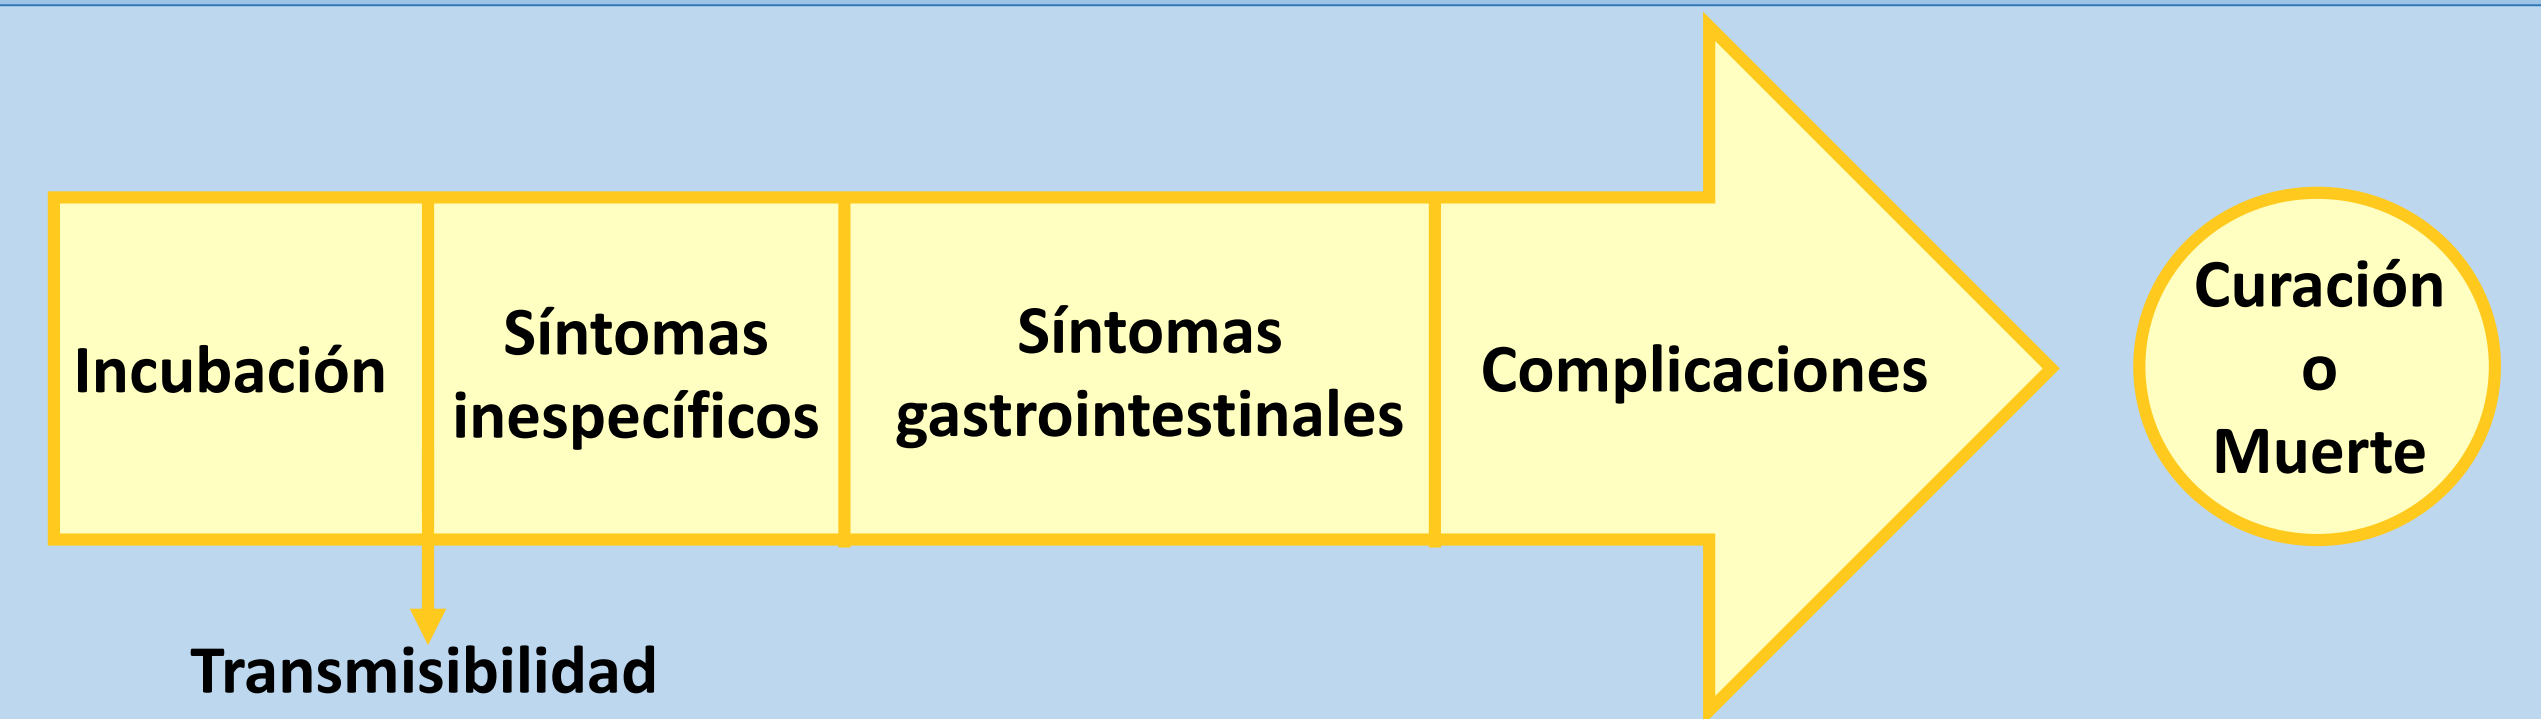 Incubación
Síntomas
inespecíficos
Síntomas
gastrointestinales
Complicaciones
Curación
o
Muerte
Transmisibilidad